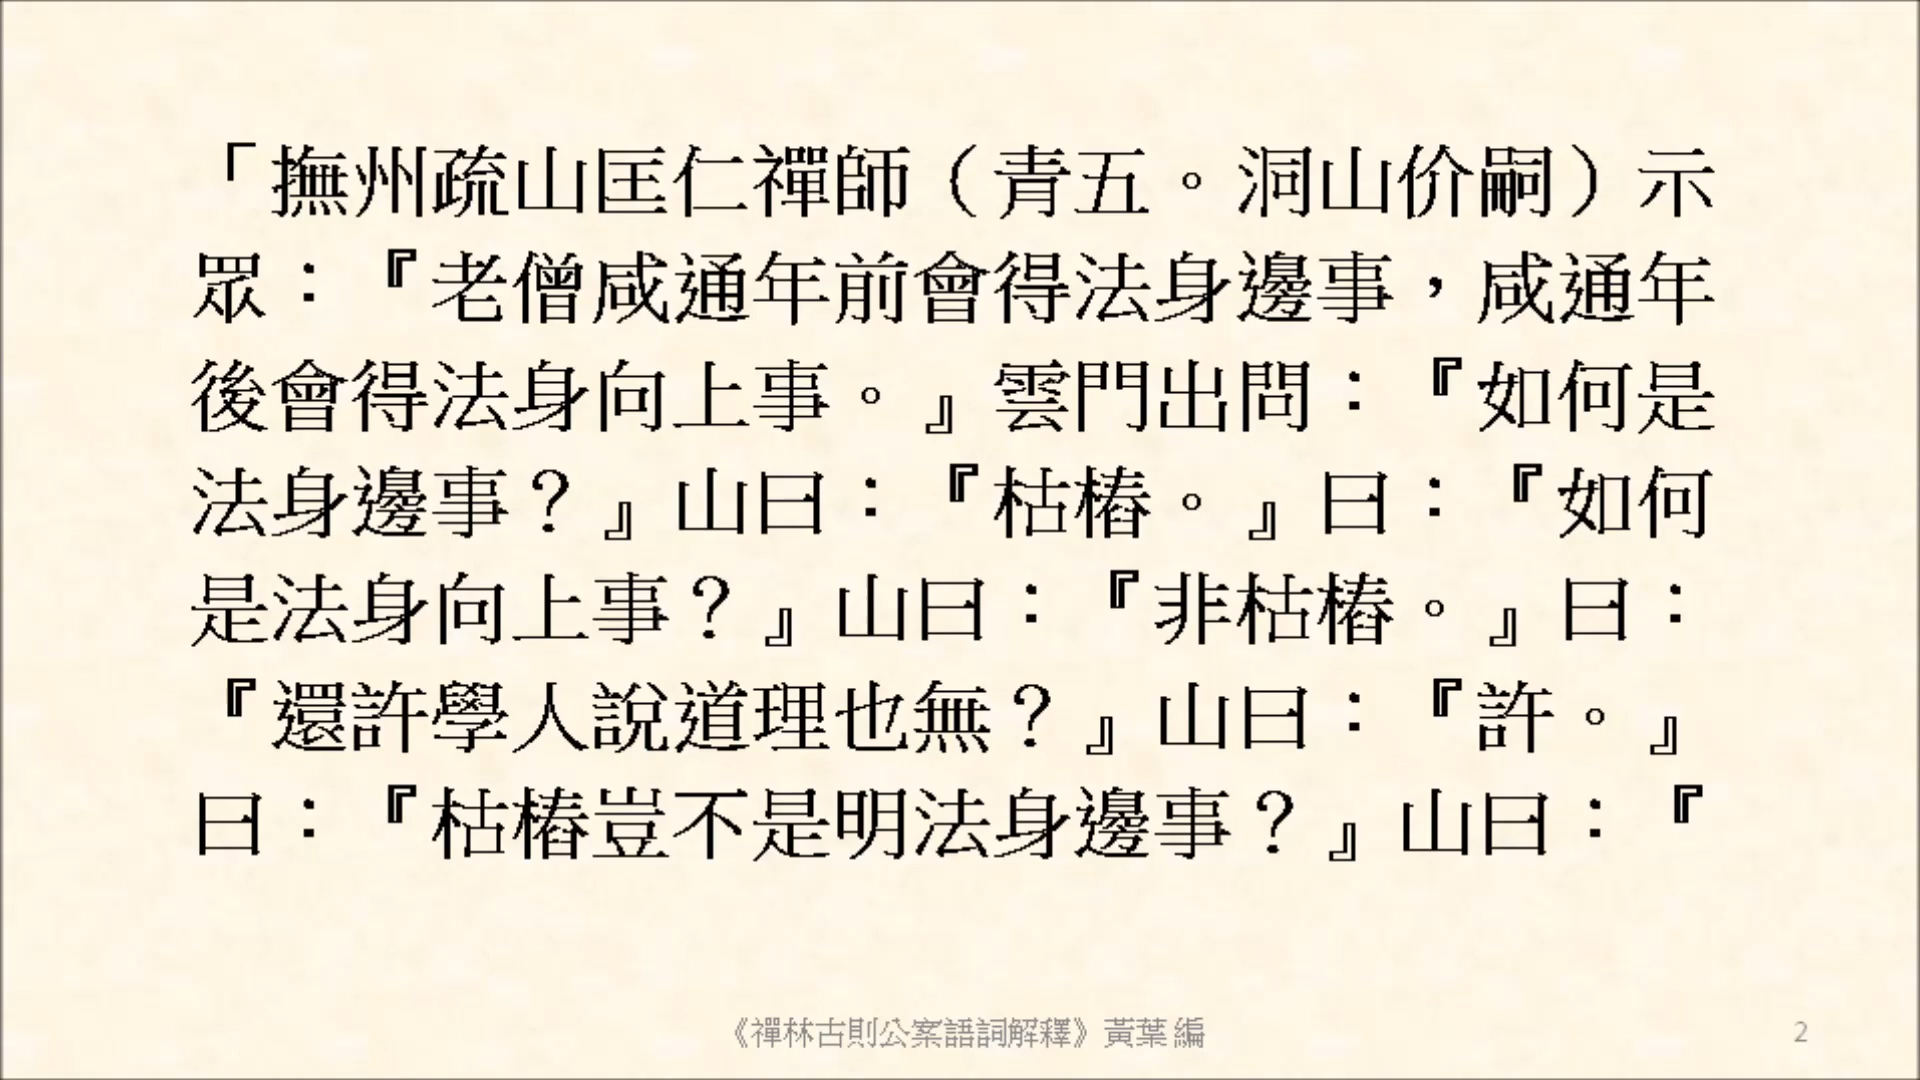 「撫州疏山匡仁禪師（青五。洞山价嗣）示
眾：『老僧咸通年前會得法身邊事，咸通年
後會得法身向上事。』雲門出問：『如何是
法身邊事？』山曰：『枯樁。』曰：『如何
是法身向上事？』山曰：『非枯樁。』曰：
『還許學人說道理也無？』山曰：『許。』
曰：『枯樁豈不是明法身邊事？』山曰：『
《禪林古則公案語詞解釋》黃葉 編
2